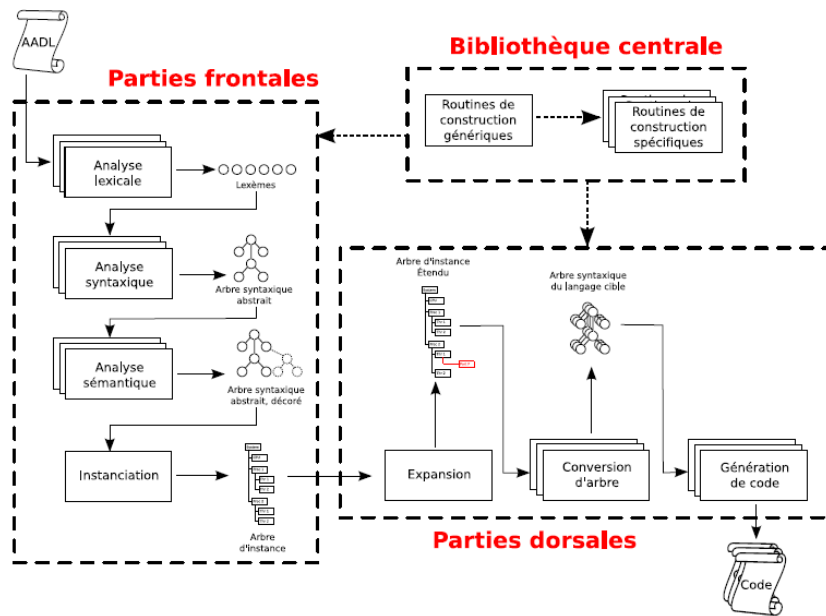 AADL
Parties frontales
Bibliothèque centrale
Routines de
construction
génériques
Routines de
construction
spécifiques
Analyse
lexicale
Lexèmes
Analyse
syntaxique
Arbre syntaxique
abstrait
Analyse
sémantique
Arbre syntaxique
abstrait, décoré
Instanciation
Arbre
d'instance
Arbre d'instance
Étendu
Arbre syntaxique
du langage cible
Expansion
Conversion
d'arbre
Génération
de code
Parties dorsales
Code